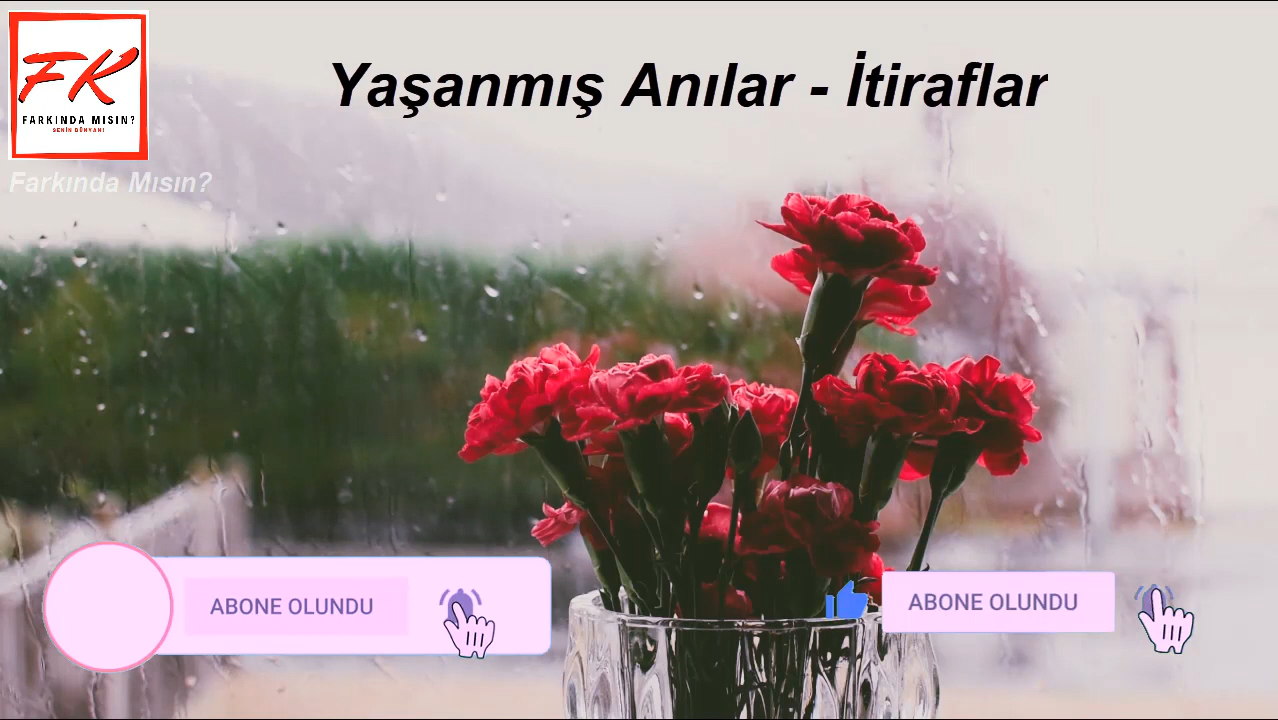 Yaşanmış Anılar - İtiraflar
FK
FARKINDA MISIN?
SENİN DÜNYANI
Farkında Mısın?
ABONE OLUNDU
ABONE OLUNDU